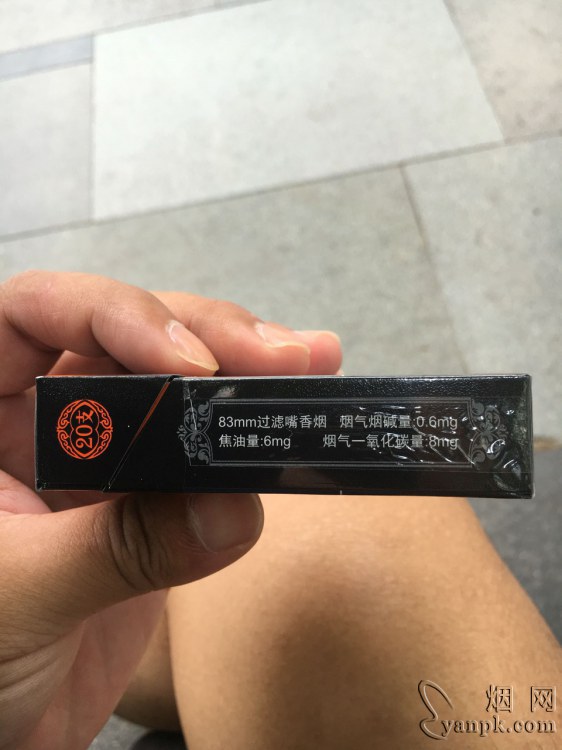 20支
83mm过滤嘴香烟 烟气烟碱量:0.6mg
焦油量:6mg 烟气一氧化碳量:8mg
烟网
yanpk.com